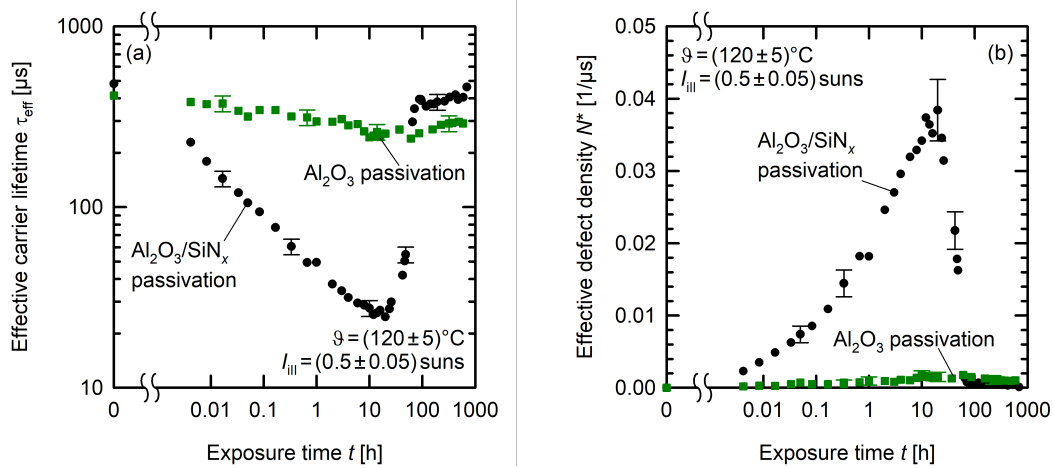 1000
100
10
Effective carrier lifetime τeff [µs]
(a)
Al2O3 passivation
Al2O3/SiNx
passivation
ϑ = (120 ± 5)°C
Iill = (0.5 ± 0.05) suns
0 0.01 0.1 1 10 100 1000
Exposure time t [h]
0.05
0.04
0.03
0.02
0.01
0.00
Effective defect density N* [1/µs]
ϑ = (120 ± 5)°C (b)
Iill = (0.5 ± 0.05) suns
Al2O3/SiNx
passivation
Al2O3 passivation
0 0.01 0.1 1 10 100 1000
Exposure time t [h]